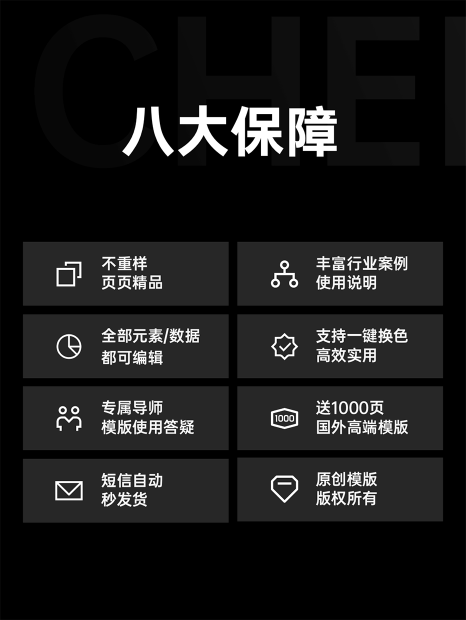 CHE
八大保障
不重样
页页精品
丰富行业案例
使用说明
全部元素/数据
都可编辑
支持一键换色
高效实用
专属导师
模版使用答疑
1000
送1000页
国外高端模版
短信自动
秒发货
原创模版
版权所有